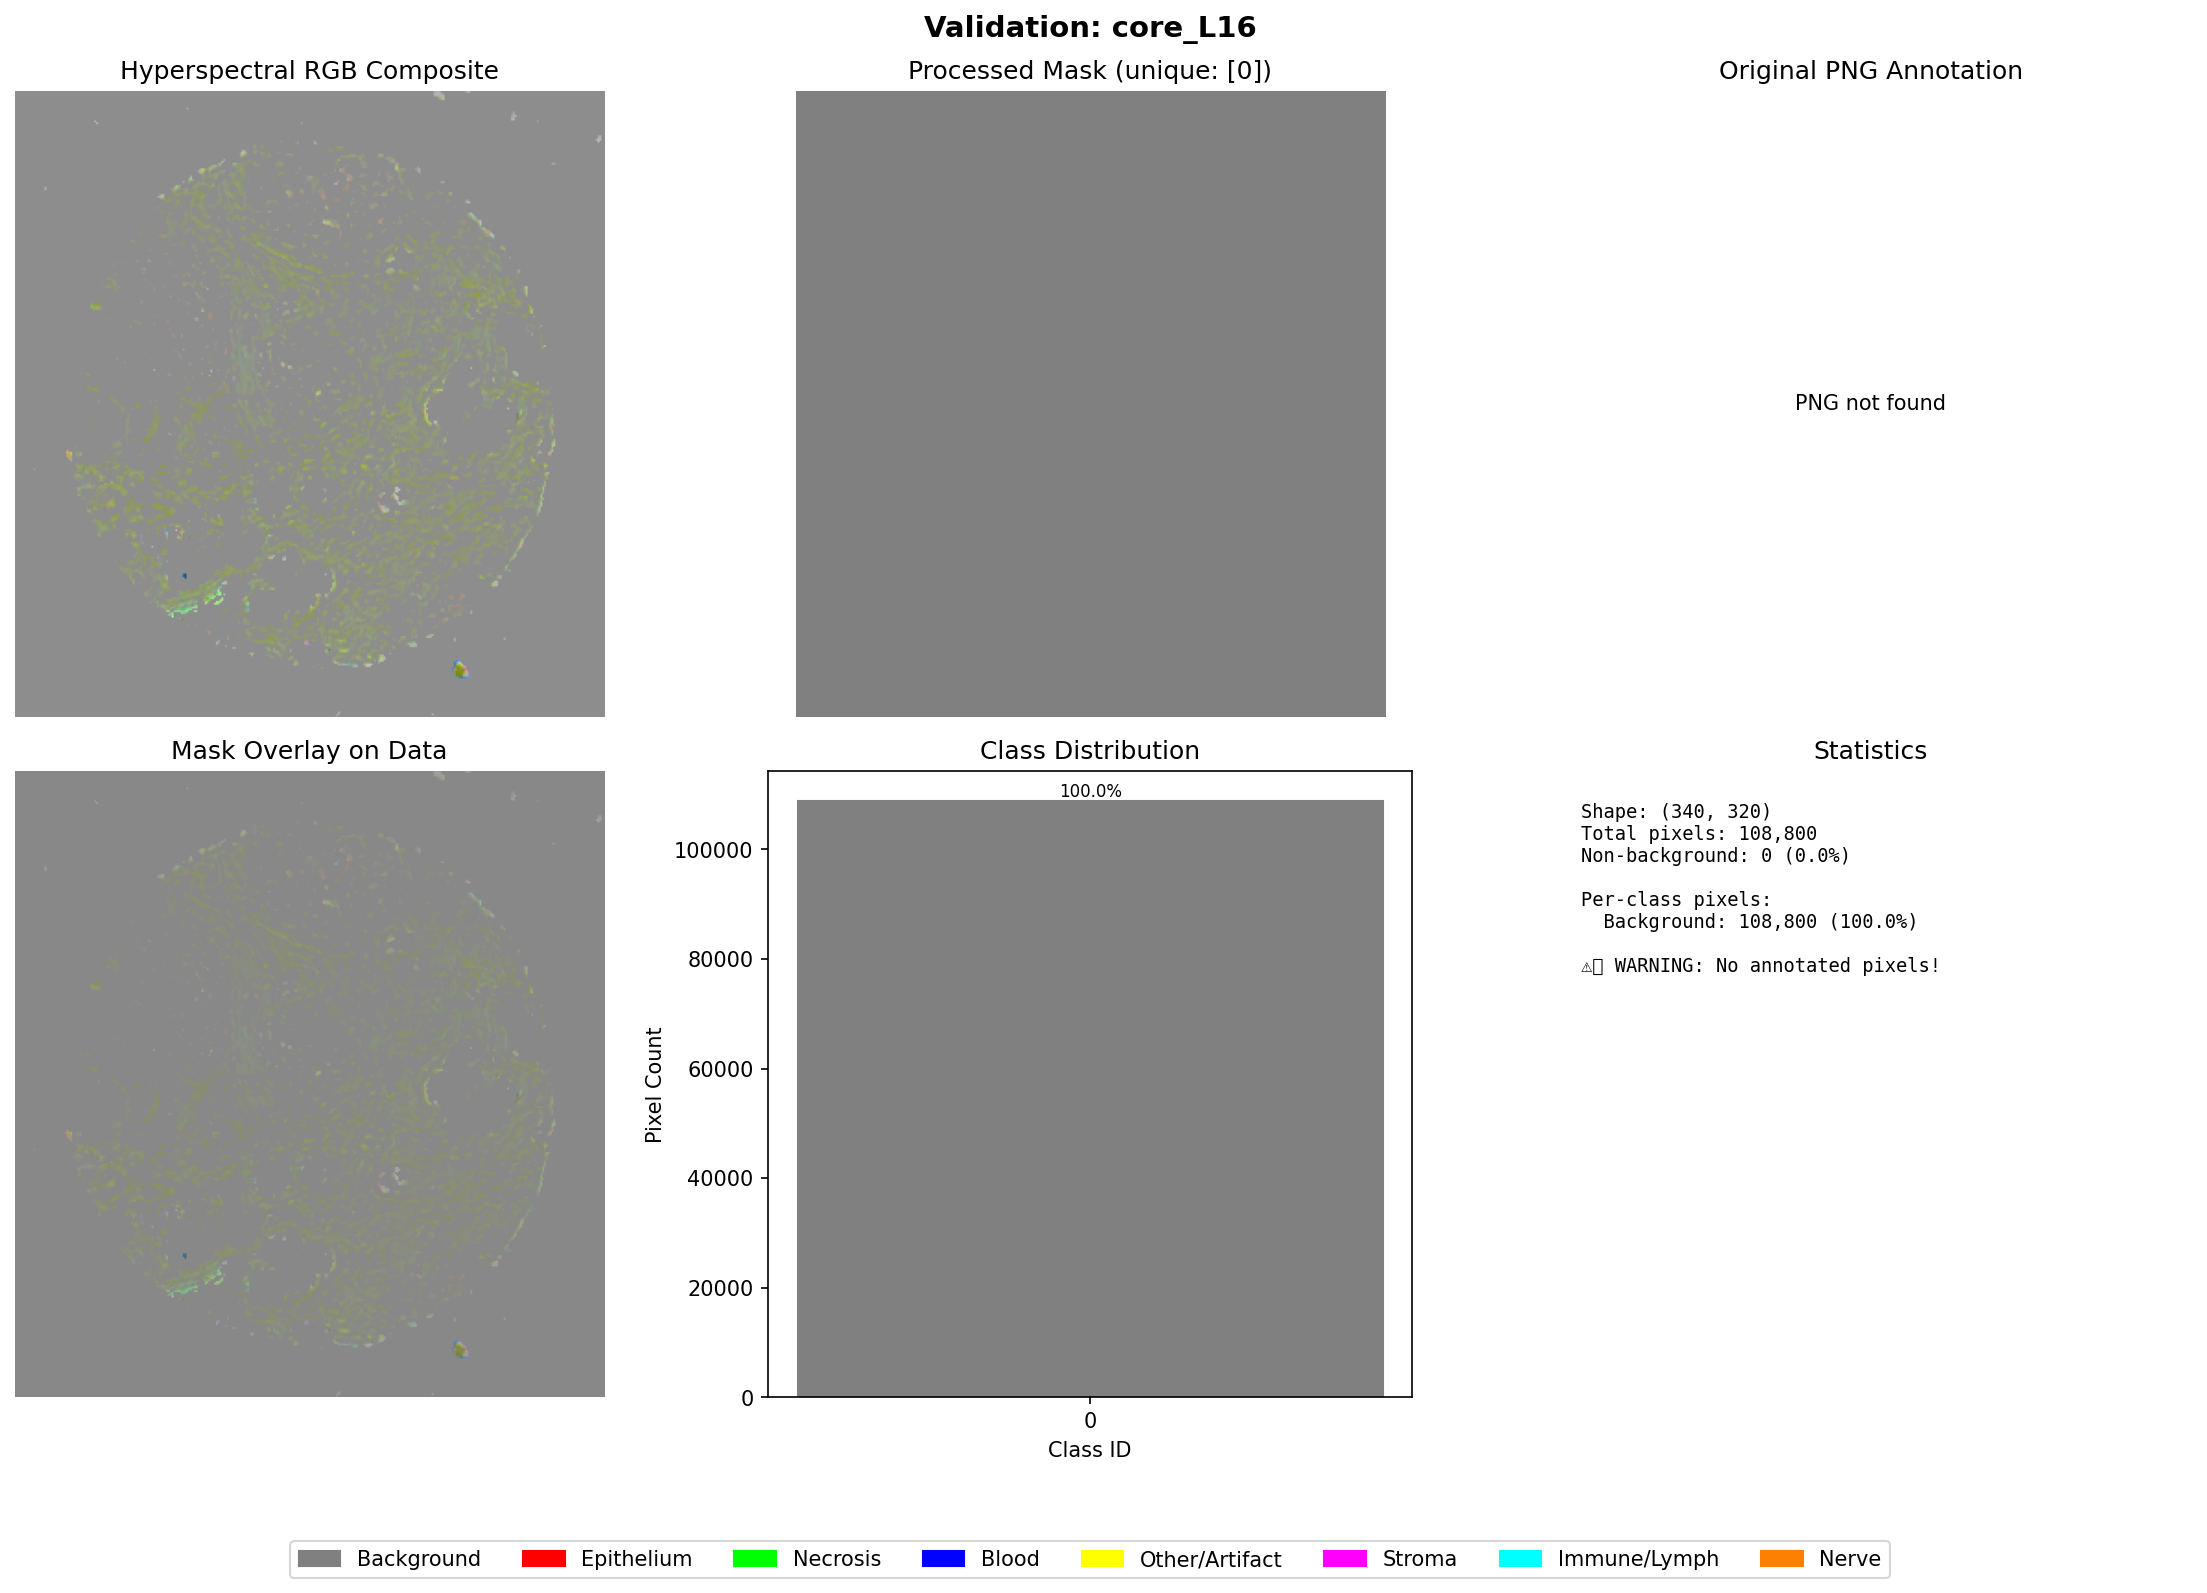 Validation: core_L16
Hyperspectral RGB Composite
Processed Mask (unique: [0])
Original PNG Annotation
PNG not found
Mask Overlay on Data
Class Distribution
Statistics
100.0%
100000
80000
60000
40000
20000
0
Pixel Count
0
Class ID
Shape: (340, 320)
Total pixels: 108,800
Non-background: 0 (0.0%)
Per-class pixels:
Background: 108,800 (100.0%)
⚠▯ WARNING: No annotated pixels!
Background
Epithelium
Necrosis
Blood
Other/Artifact
Stroma
Immune/Lymph
Nerve